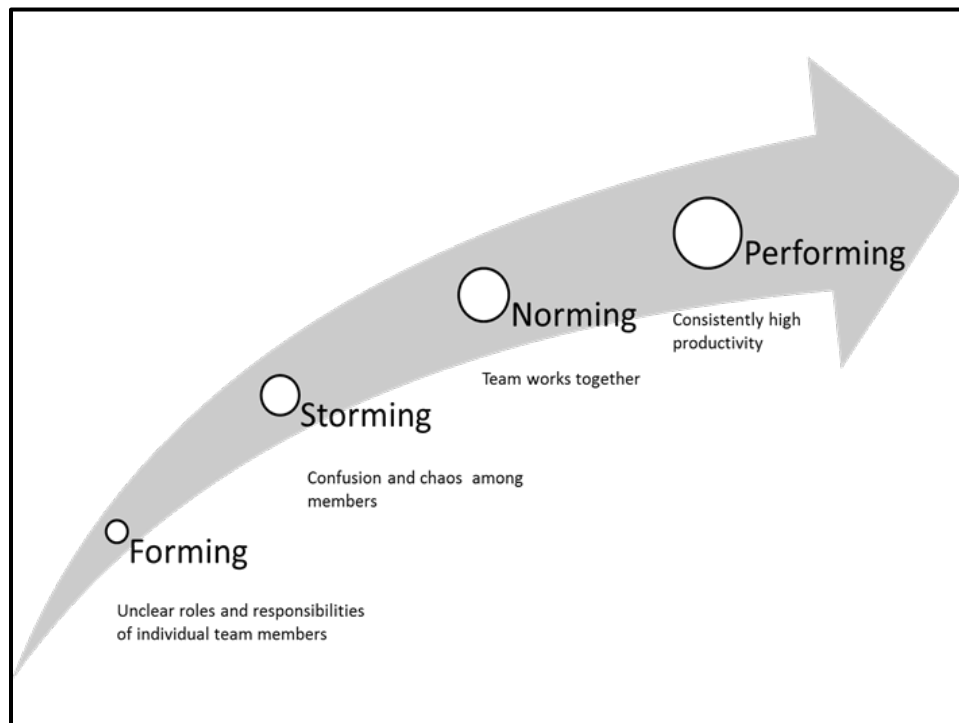 Performing
Consistently high
productivity
Norming
Team works together
Storming
Confusion and chaos among
members
Forming
Unclear roles and responsibilities
of individual team members